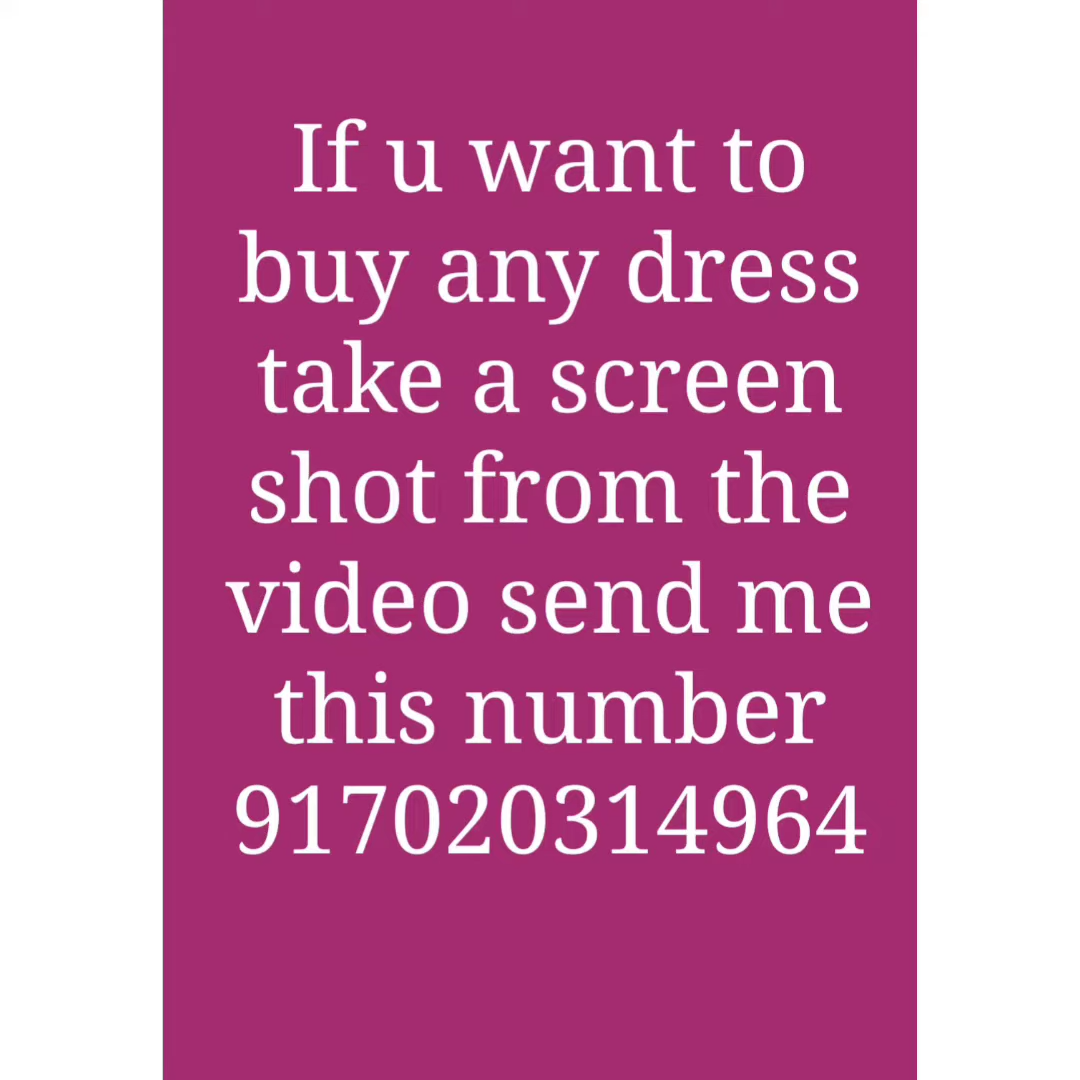 If u want to
buy any dress
take a screen
shot from the
video send me
this number
917020314964